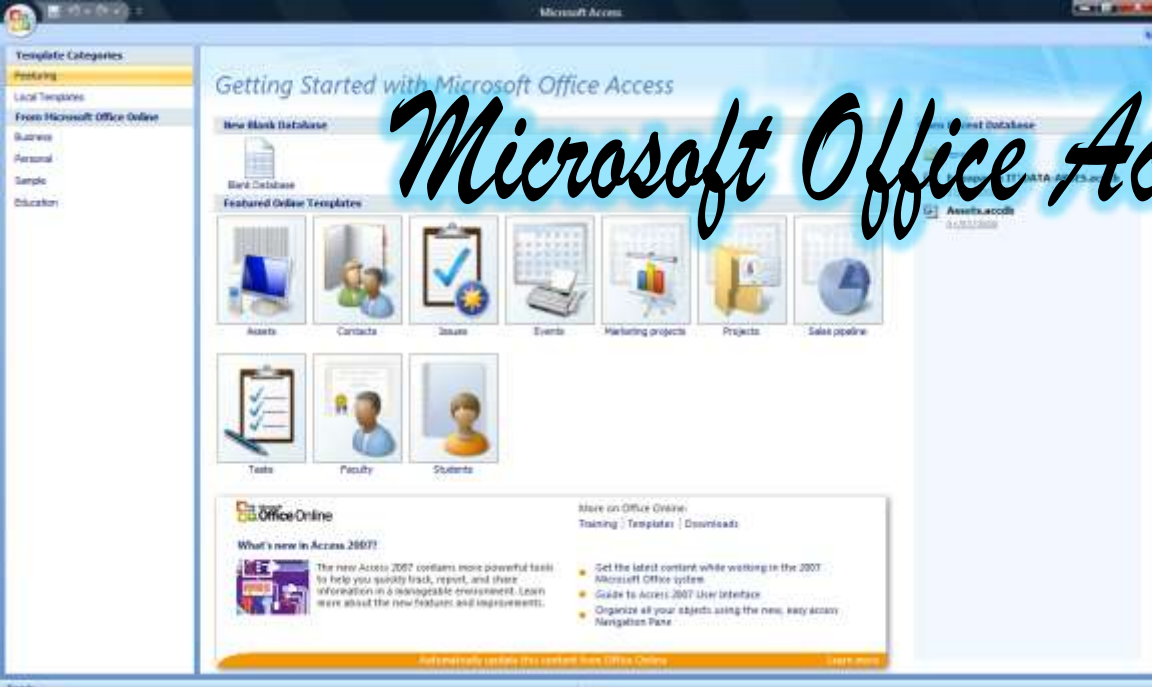 Microsoft Access
Template Categories
Featuring
Local Templates
From Microsoft Office Online
Business
Personal
Sample
Education
Getting Started with Microsoft Office Access
Microsoft Office Ac
New Blank Database
Blank Database
Featured Online Templates
Assets
Contacts
Issues
Events
Marketing projects
Projects
Sales pipeline
Tasks
Faculty
Students
Recent Database
Assets.accdb
Office Online
What's new in Access 2007?
The new Access 2007 contains more powerful tools
to help you quickly track, report, and share
information in a manageable environment. Learn
more about the new features and improvements.
More on Office Online:
Training | Templates | Downloads
Get the latest content while working in the 2007
Microsoft Office system
Guide to Access 2007 User Interface
Organize all your objects using the new, easy access
Navigation Pane
Automatically update this content from Office Online
Learn more